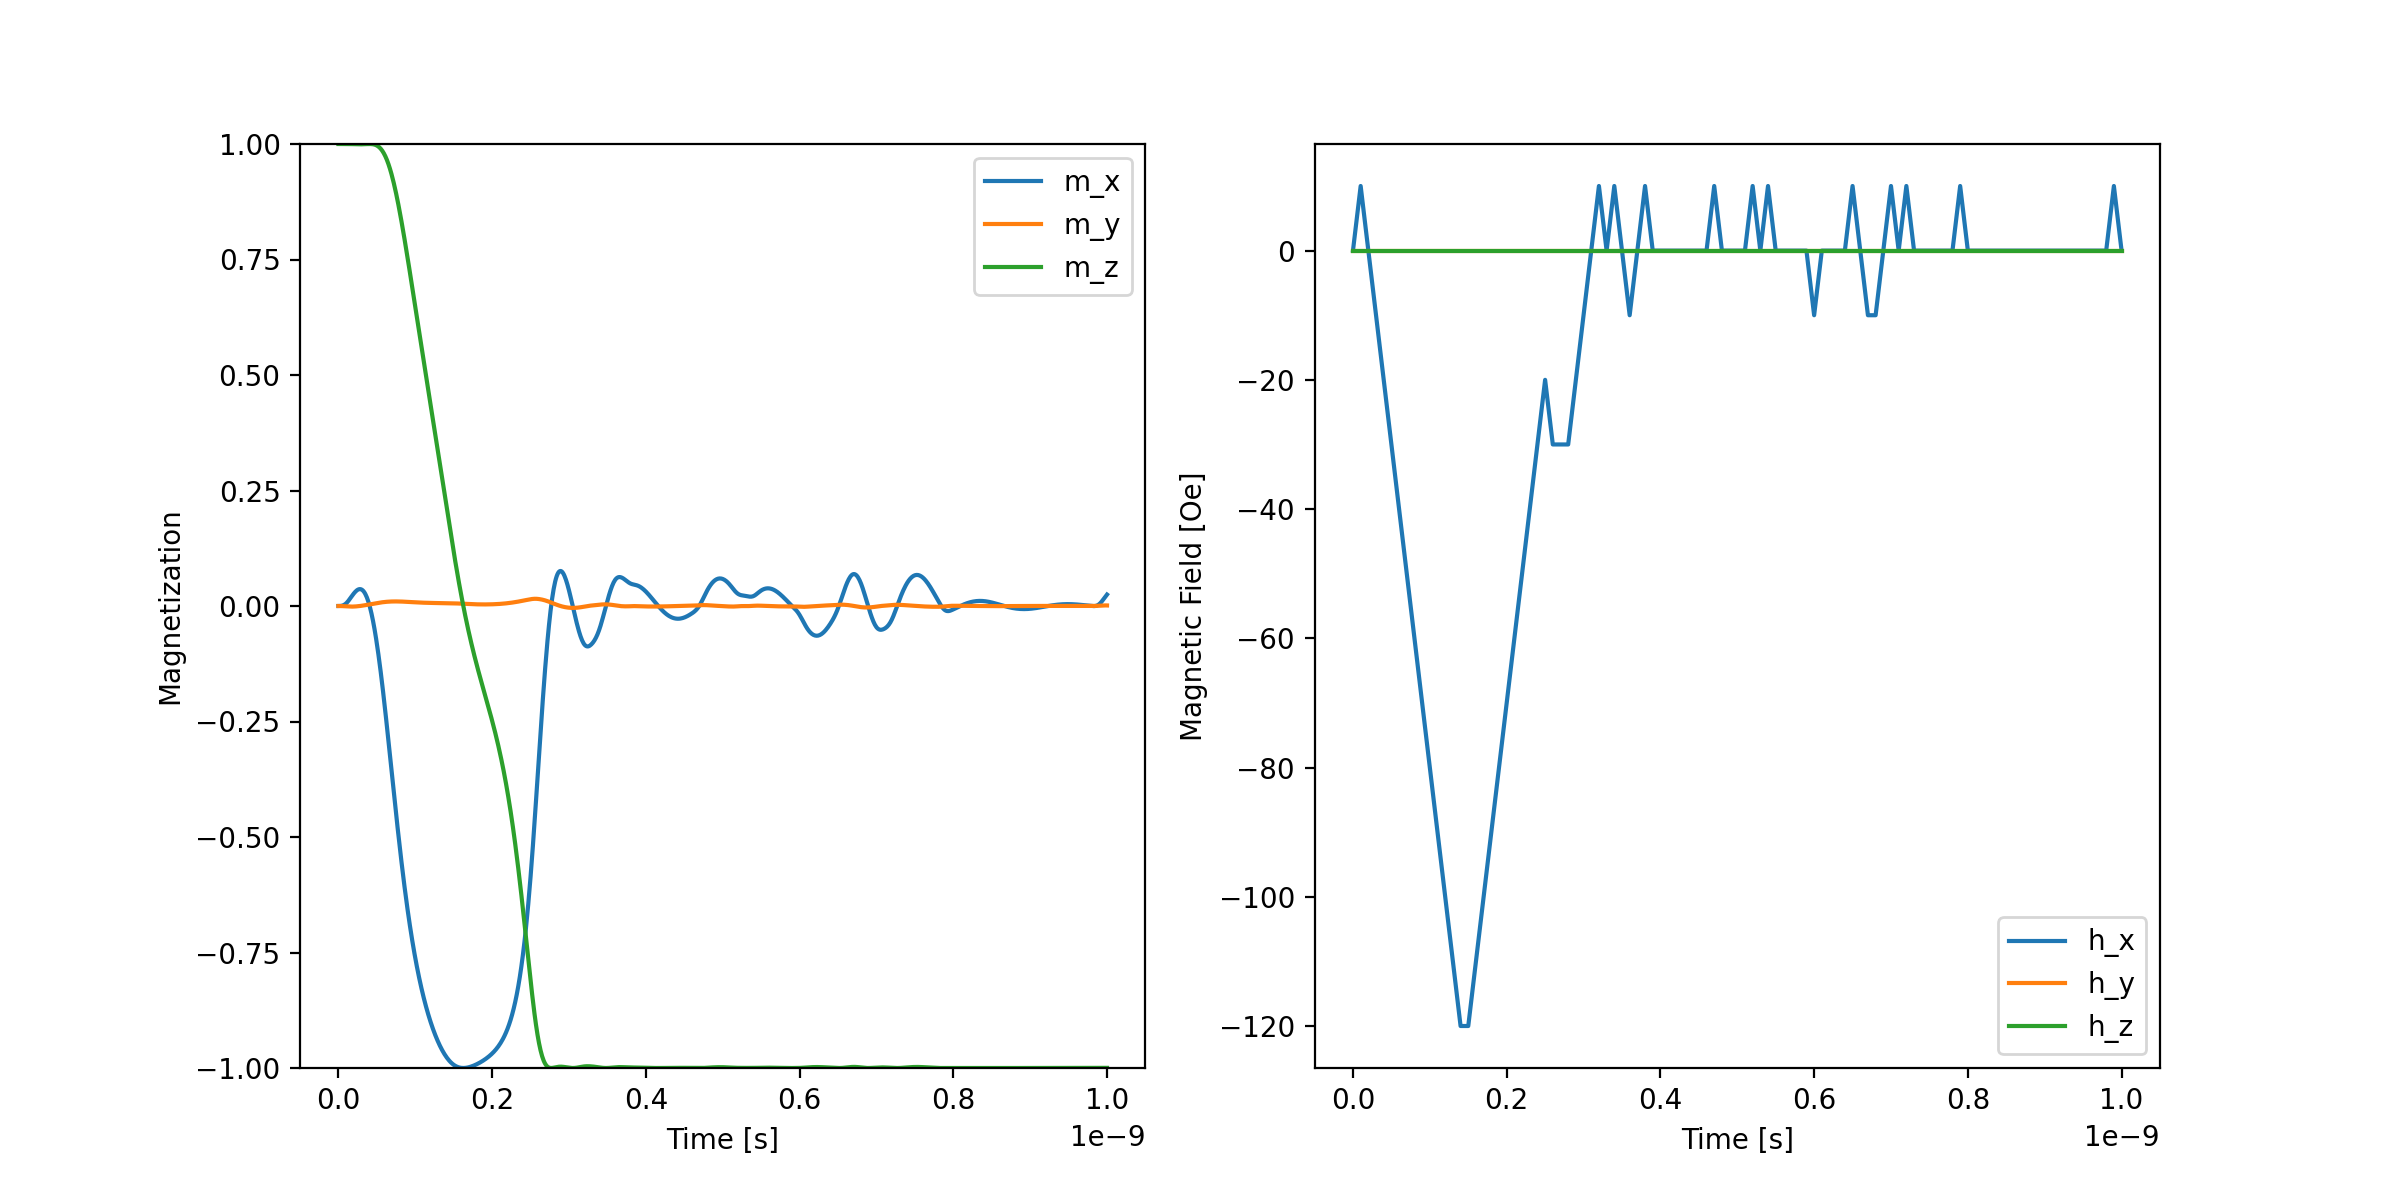 Magnetization
1.00
0.75
0.50
0.25
0.00
−0.25
−0.50
−0.75
−1.00
m_x
m_y
m_z
0.0 0.2 0.4 0.6 0.8 1.0
1e−9
Time [s]
Magnetic Field [Oe]
0
−20
−40
−60
−80
−100
−120
h_x
h_y
h_z
0.0 0.2 0.4 0.6 0.8 1.0
1e−9
Time [s]